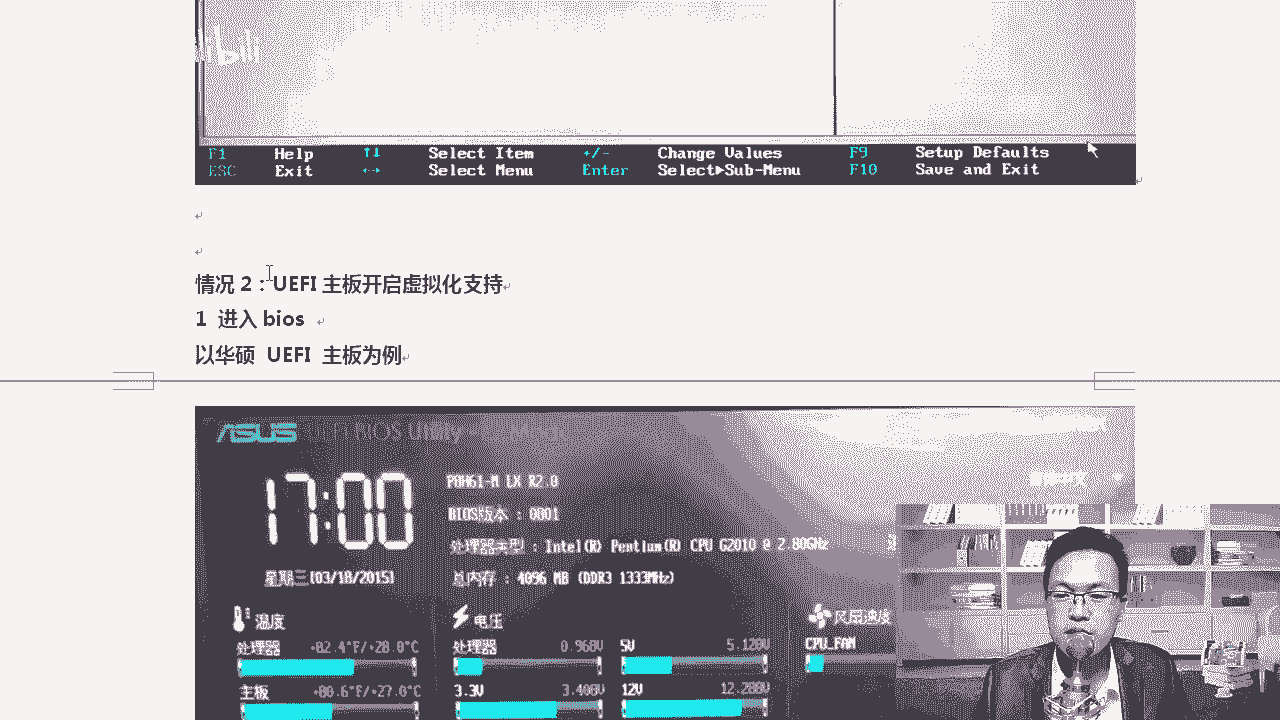 F1 Help ↑↓ Select Item +/- Change Values F9 Setup Defaults
ESC Exit ←→ Select Menu Enter Select▶Sub-Menu F10 Save and Exit
情况 2：UEFI 主板开启虚拟化支持
1 进入 bios
以华硕 UEFI 主板为例
ASUS UEFI BIOS Utility
17:00
P8H61-M LX R2.0
BIOS版本 : 0801
处理器类型 : Intel(R) Pentium(R) CPU G2010 @ 2.80GHz
星期三[03/18/2015]
总内存 : 4096 MB (DDR3 1333MHz)
温度
电压
风扇速度
处理器 +82.4°F/+28.0°C
处理器 0.960V
5V 5.120V
CPU_FAN
主板 +80.6°F/+27.0°C
3.3V 3.408V
12V 12.288V